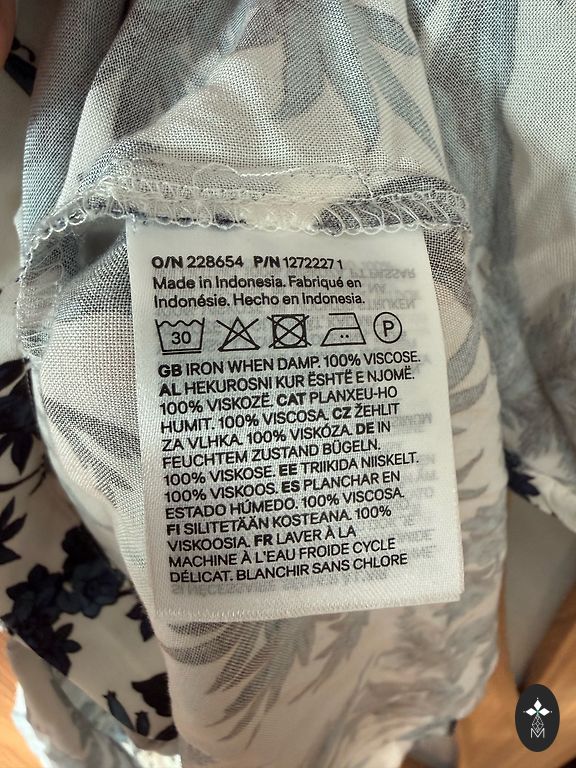 O/N 228654 P/N 1272227 1
Made in Indonesia. Fabriqué en
Indonésie. Hecho en Indonesia.
30 P
GB IRON WHEN DAMP. 100% VISCOSE.
AL HEKUROSNI KUR ËSHTË E NJOMË.
100% VISKOZË. CAT PLANXEU-HO
HUMIT. 100% VISCOSA. CZ ŽEHLIT
ZA VLHKA. 100% VISKÓZA. DE IN
FEUCHTEM ZUSTAND BÜGELN.
100% VISKOSE. EE TRIIKIDA NIISKELT.
100% VISKOOS. ES PLANCHAR EN
ESTADO HÚMEDO. 100% VISCOSA.
FI SILITETÄÄN KOSTEANA. 100%
VISKOOSIA. FR LAVER À LA
MACHINE À L'EAU FROIDE CYCLE
DÉLICAT. BLANCHIR SANS CHLORE
M